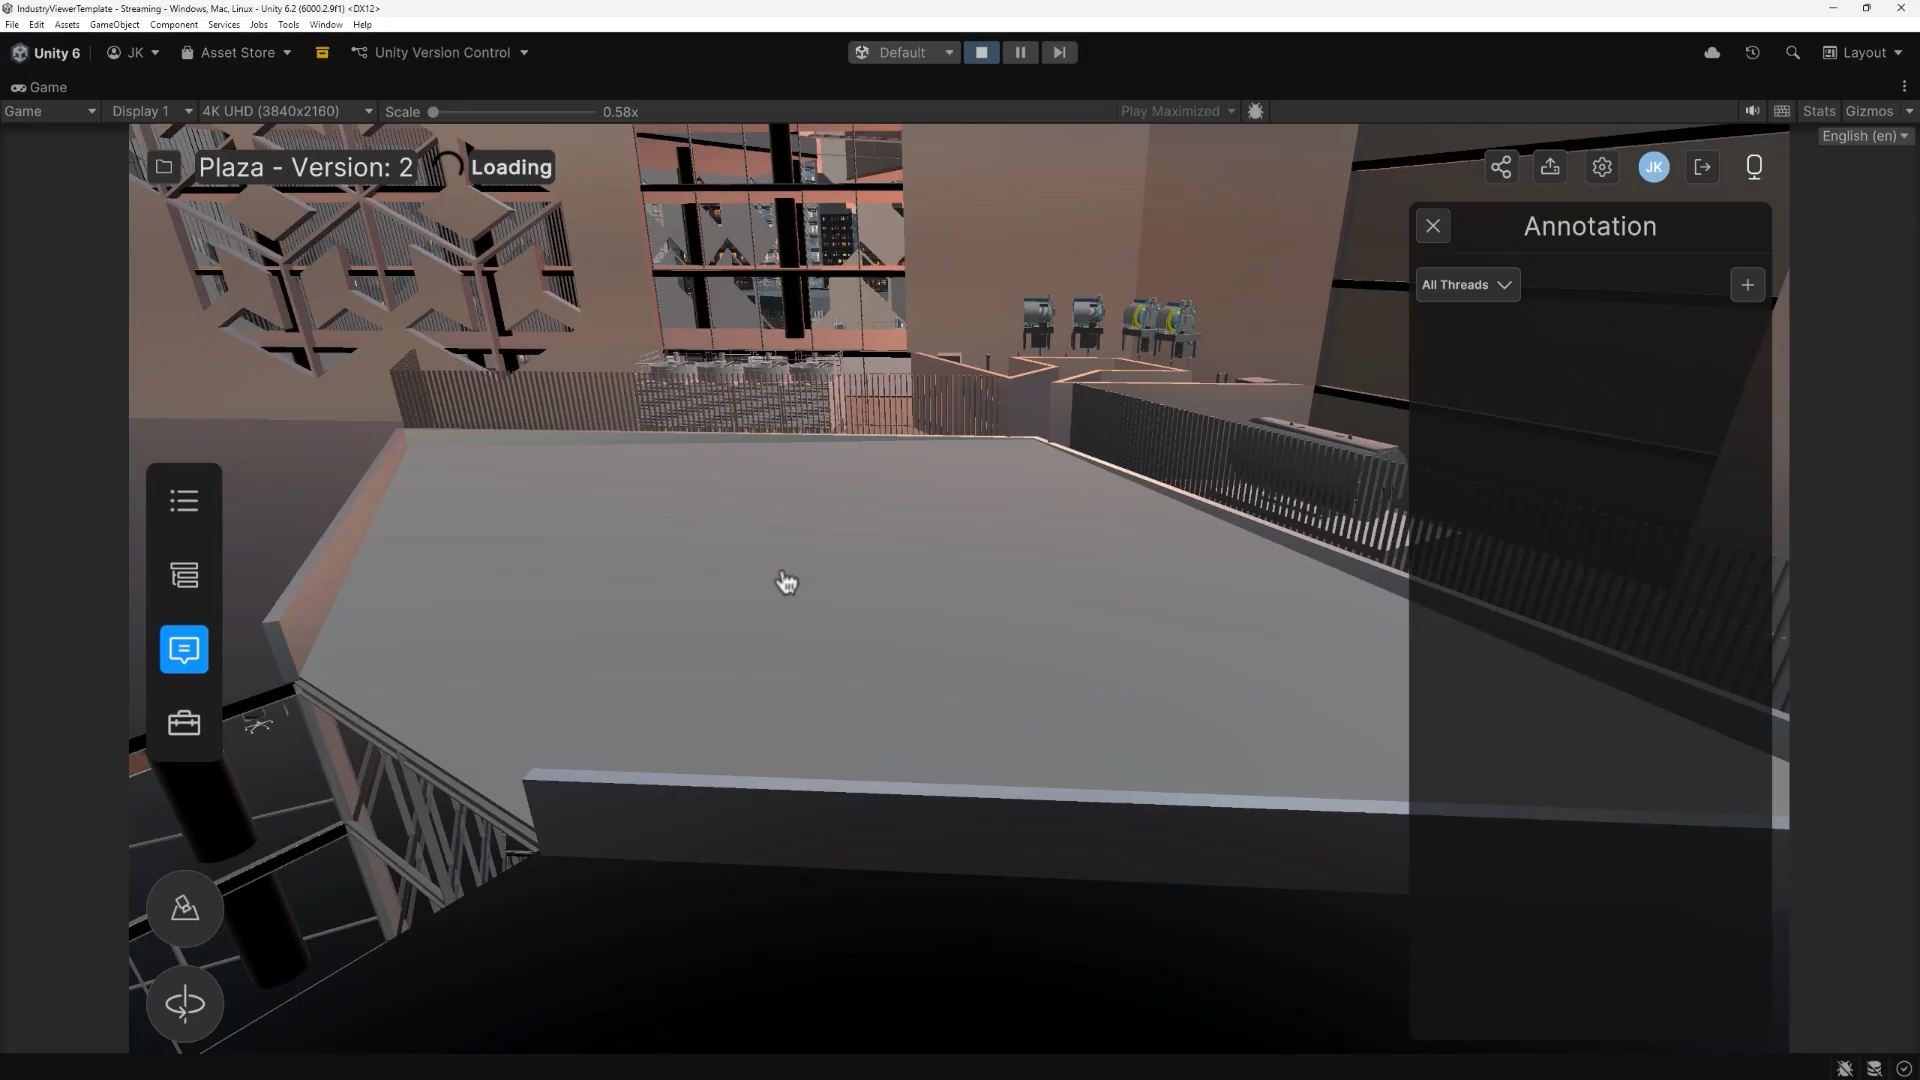 IndustryViewerTemplate - Streaming - Windows, Mac, Linux - Unity 6.2 (6000.2.9f1) <DX12>
File Edit Assets GameObject Component Services Jobs Tools Window Help
Unity 6 JK Asset Store Unity Version Control Default Layout
Game
Game Display 1 4K UHD (3840x2160) Scale 0.58x Play Maximized Stats Gizmos
English (en)
Plaza - Version: 2 Loading JK
Annotation
All Threads